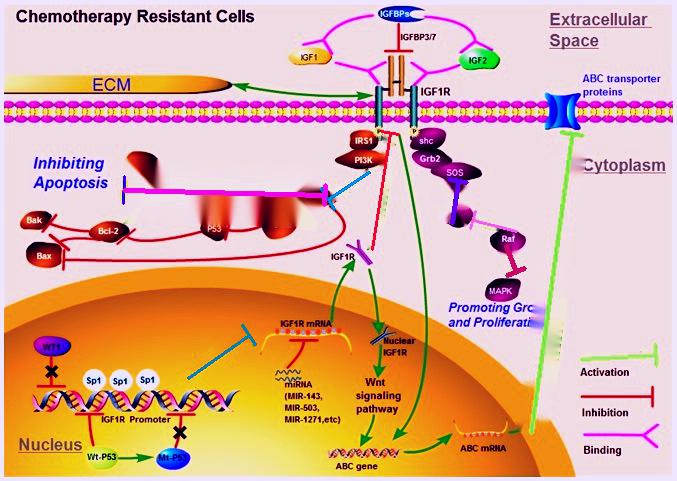 Chemotherapy Resistant Cells
IGFBPs
Extracellular
Space
IGFBP3/7
IGF1
IGF2
ECM
IGF1R
ABC transporter
proteins
P
P
IRS1
shc
PI3K
Grb2
SOS
Cytoplasm
Inhibiting
Apoptosis
Bak
Bcl-2
P53
Bax
Raf
IGF1R
MAPK
Promoting Gro
and Proliferati
IGF1R mRNA
WT1
Nuclear
IGF1R
Sp1
Sp1
Sp1
miRNA
(MIR-143,
MIR-503,
MIR-1271,etc)
Wnt
signaling
pathway
IGF1R Promoter
Activation
Inhibition
Binding
Nucleus
Wt-P53
Mt-P53
ABC gene
ABC mRNA